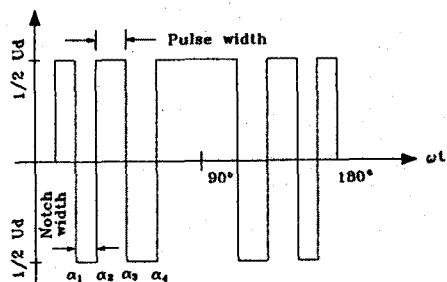 Pulse width
1/2 Ud
ωt
90°
180°
Notch width
1/2 Ud
α₁ α₂ α₃ α₄